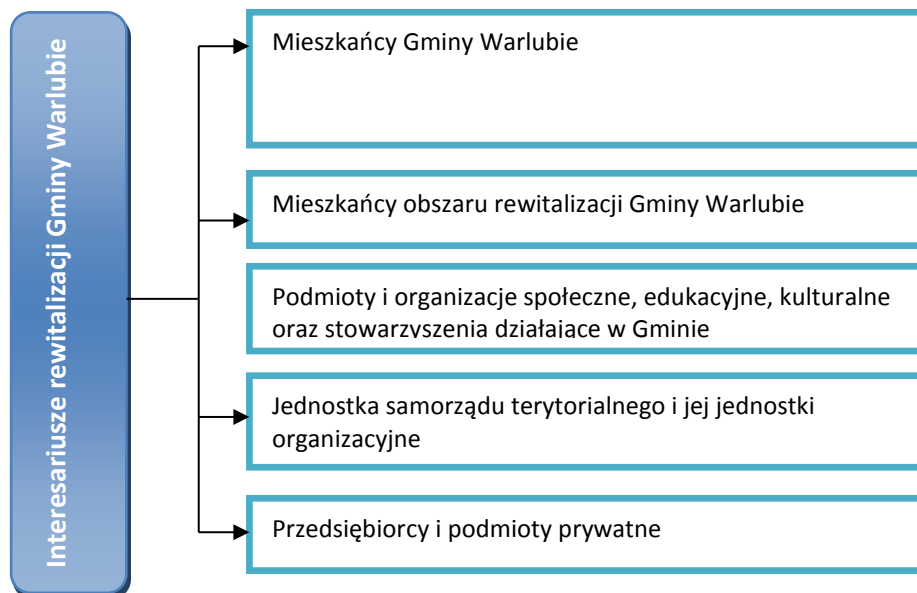 Interesariusze rewitalizacji Gminy Warlubie
Mieszkańcy Gminy Warlubie
Mieszkańcy obszaru rewitalizacji Gminy Warlubie
Podmioty i organizacje społeczne, edukacyjne, kulturalne
oraz stowarzyszenia działające w Gminie
Jednostka samorządu terytorialnego i jej jednostki
organizacyjne
Przedsiębiorcy i podmioty prywatne